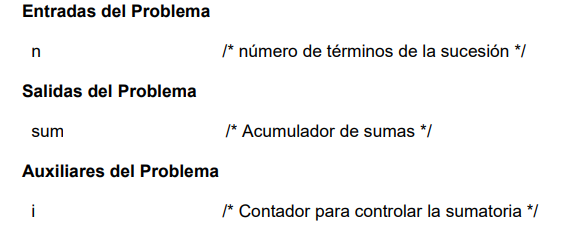 Entradas del Problema
n /* número de términos de la sucesión */
Salidas del Problema
sum /* Acumulador de sumas */
Auxiliares del Problema
i /* Contador para controlar la sumatoria */